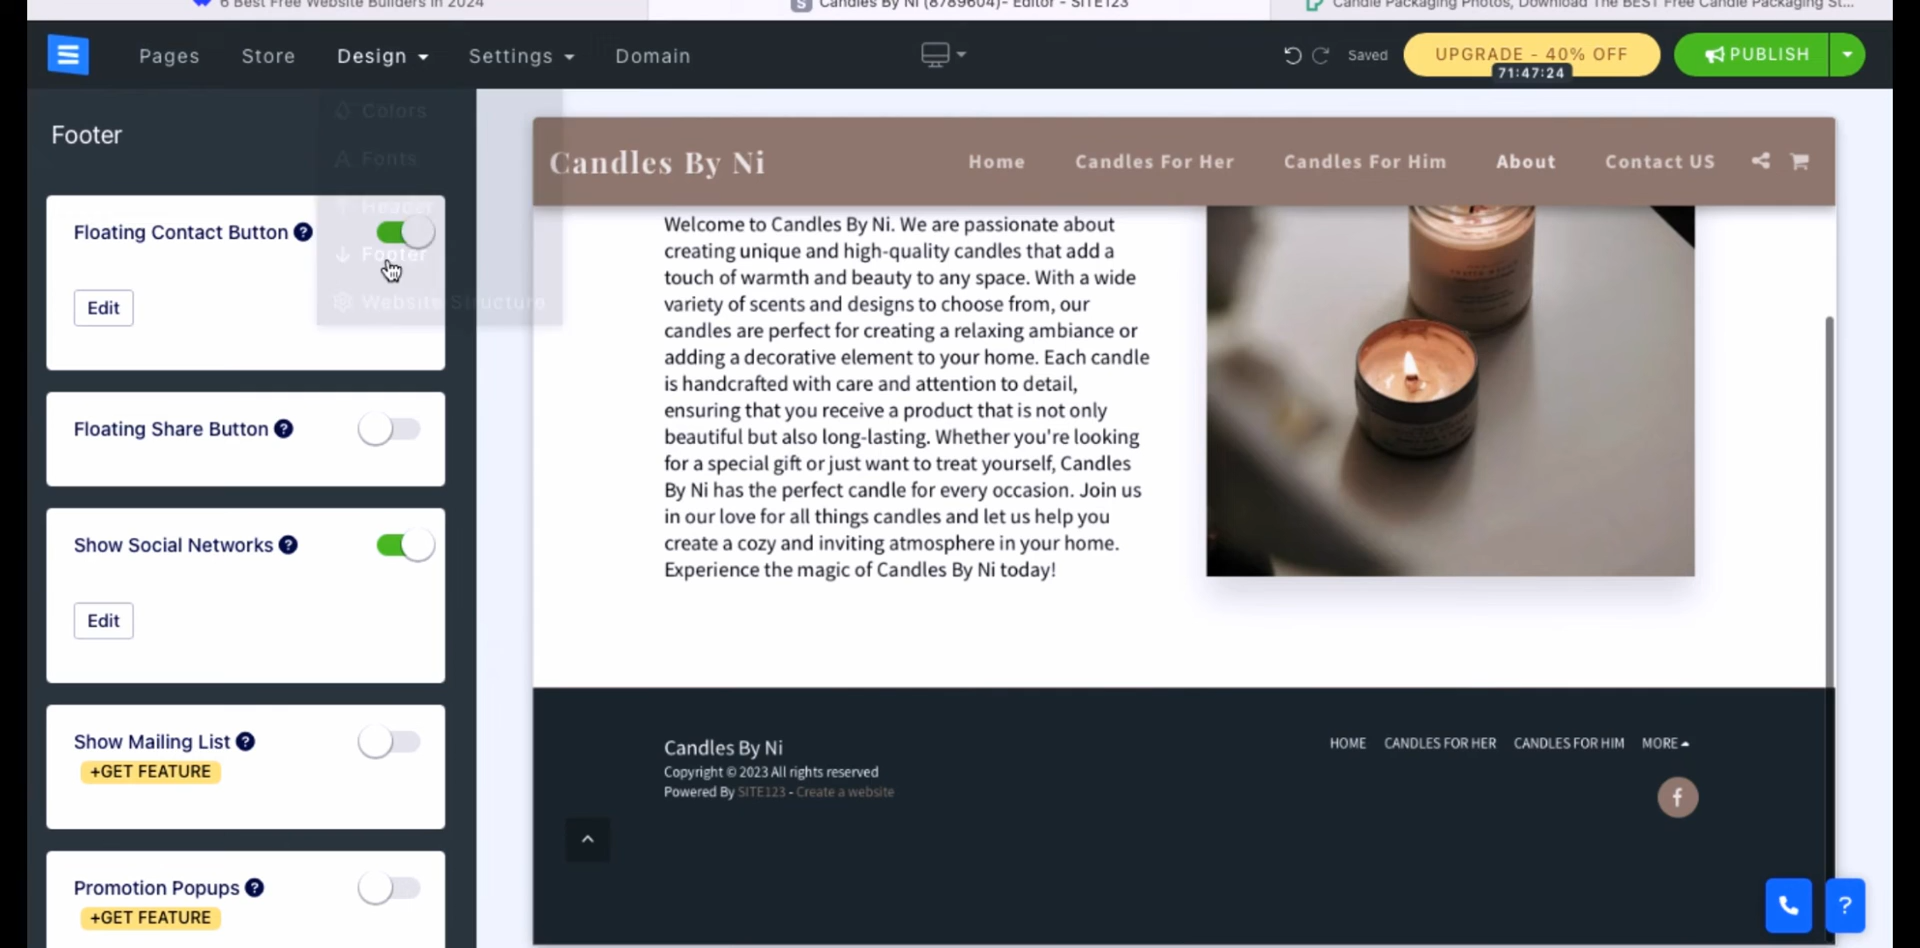 6 Best Free Website Builders in 2024
Candles By Ni (8789604)- Editor - SITE123
Candle Packaging Photos, Download The BEST Free Candle Packaging St...
Pages
Store
Design
Settings
Domain
Saved
UPGRADE - 40% OFF
71:47:24
PUBLISH
Colors
Fonts
Header
Footer
Website Structure
Footer
Floating Contact Button ?
Edit
Floating Share Button ?
Show Social Networks ?
Edit
Show Mailing List ?
+GET FEATURE
Promotion Popups ?
+GET FEATURE
Candles By Ni
Home
Candles For Her
Candles For Him
About
Contact US
Welcome to Candles By Ni. We are passionate about
creating unique and high-quality candles that add a
touch of warmth and beauty to any space. With a wide
variety of scents and designs to choose from, our
candles are perfect for creating a relaxing ambiance or
adding a decorative element to your home. Each candle
is handcrafted with care and attention to detail,
ensuring that you receive a product that is not only
beautiful but also long-lasting. Whether you're looking
for a special gift or just want to treat yourself, Candles
By Ni has the perfect candle for every occasion. Join us
in our love for all things candles and let us help you
create a cozy and inviting atmosphere in your home.
Experience the magic of Candles By Ni today!
Candles By Ni
Copyright © 2023 All rights reserved
Powered By SITE123 - Create a website
HOME
CANDLES FOR HER
CANDLES FOR HIM
MORE
f
?